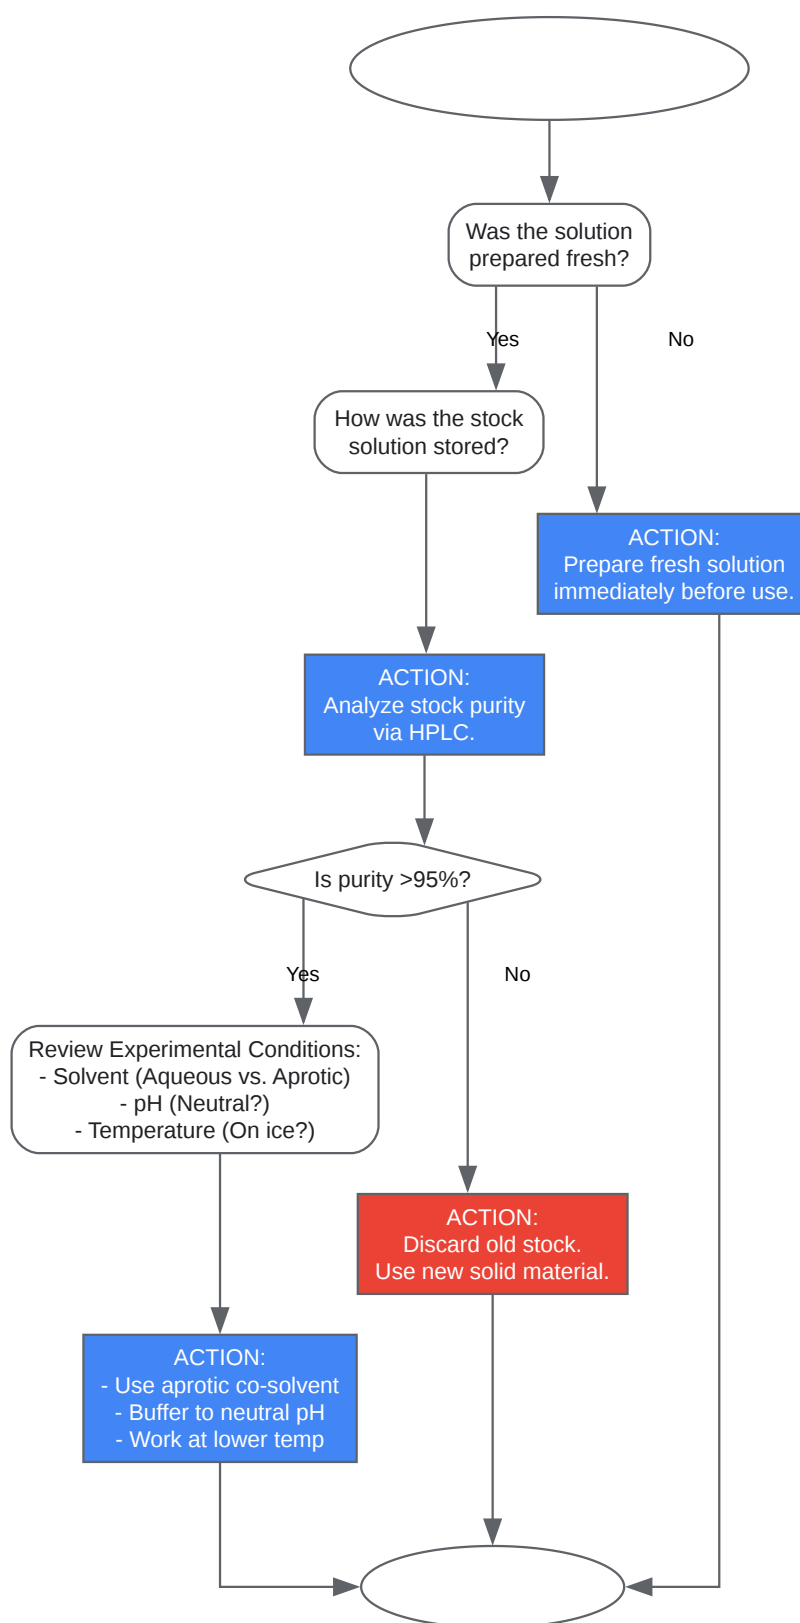 Was the solution
prepared fresh?
Yes
No
How was the stock
solution stored?
ACTION:
Prepare fresh solution
immediately before use.
ACTION:
Analyze stock purity
via HPLC.
Is purity >95%?
Yes
No
Review Experimental Conditions:
- Solvent (Aqueous vs. Aprotic)
- pH (Neutral?)
- Temperature (On ice?)
ACTION:
Discard old stock.
Use new solid material.
ACTION:
- Use aprotic co-solvent
- Buffer to neutral pH
- Work at lower temp